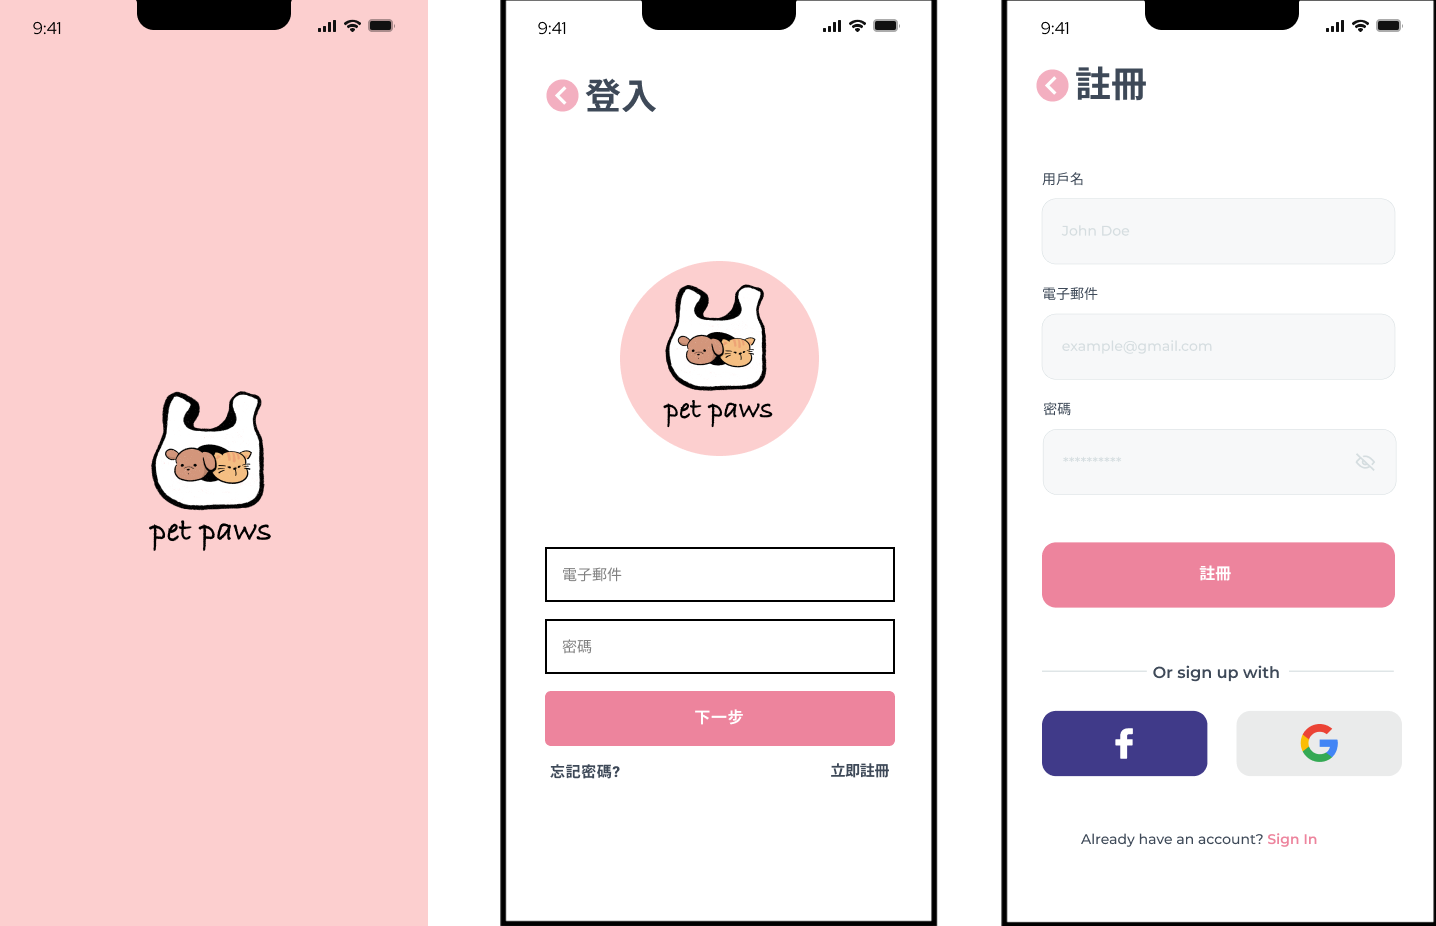 9:41
pet paws
9:41
登入
pet paws
電子郵件
密碼
下一步
忘記密碼?
立即註冊
9:41
註冊
用戶名
John Doe
電子郵件
example@gmail.com
密碼
**********
註冊
Or sign up with
f
G
Already have an account? Sign In